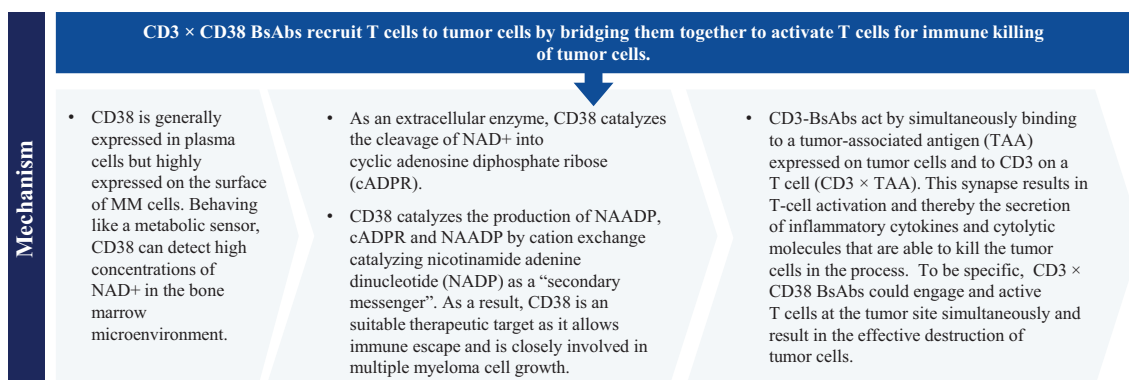 Mechanism
CD3 × CD38 BsAbs recruit T cells to tumor cells by bridging them together to activate T cells for immune killing
of tumor cells.
• CD38 is generally
expressed in plasma
cells but highly
expressed on the surface
of MM cells. Behaving
like a metabolic sensor,
CD38 can detect high
concentrations of
NAD+ in the bone
marrow
microenvironment.
• As an extracellular enzyme, CD38 catalyzes
the cleavage of NAD+ into
cyclic adenosine diphosphate ribose
(cADPR).
• CD38 catalyzes the production of NAADP,
cADPR and NAADP by cation exchange
catalyzing nicotinamide adenine
dinucleotide (NADP) as a “secondary
messenger”. As a result, CD38 is an
suitable therapeutic target as it allows
immune escape and is closely involved in
multiple myeloma cell growth.
• CD3-BsAbs act by simultaneously binding
to a tumor-associated antigen (TAA)
expressed on tumor cells and to CD3 on a
T cell (CD3 × TAA). This synapse results in
T-cell activation and thereby the secretion
of inflammatory cytokines and cytolytic
molecules that are able to kill the tumor
cells in the process. To be specific, CD3 ×
CD38 BsAbs could engage and active
T cells at the tumor site simultaneously and
result in the effective destruction of
tumor cells.